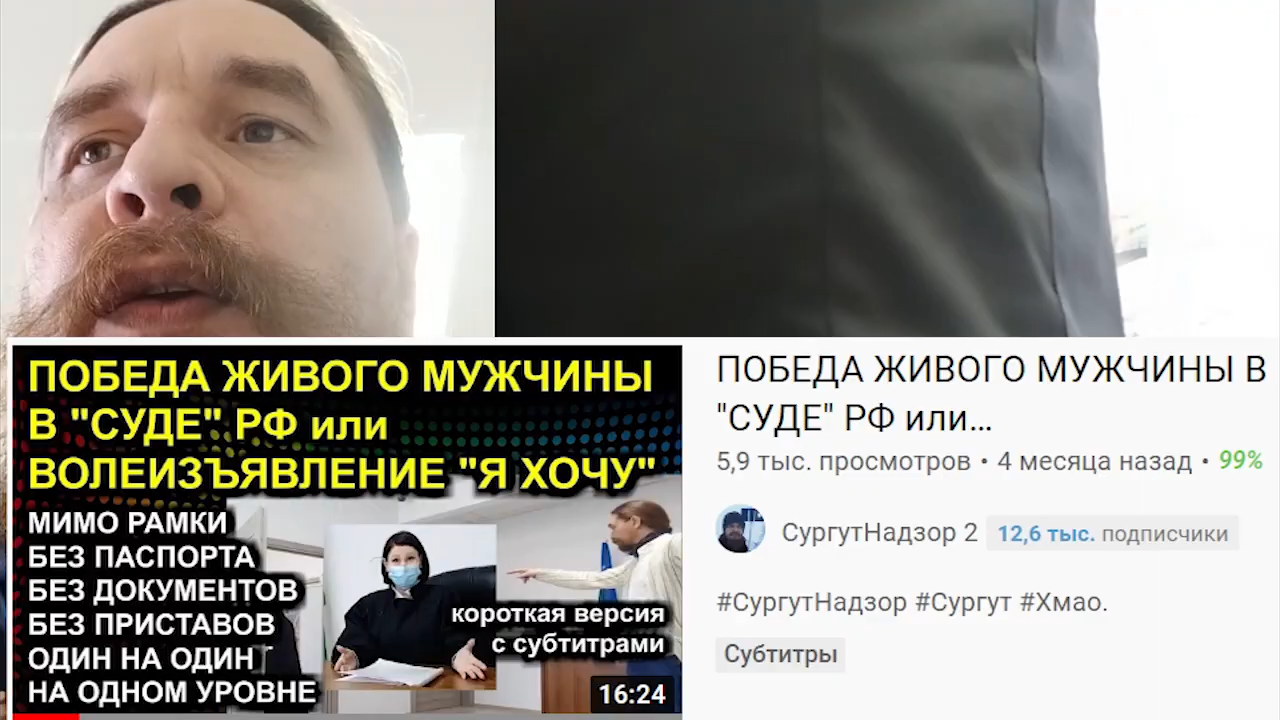 ПОБЕДА ЖИВОГО МУЖЧИНЫ
В "СУДЕ" РФ или
ВОЛЕИЗЪЯВЛЕНИЕ "Я ХОЧУ"
МИМО РАМКИ
БЕЗ ПАСПОРТА
БЕЗ ДОКУМЕНТОВ
БЕЗ ПРИСТАВОВ
ОДИН НА ОДИН
НА ОДНОМ УРОВНЕ
короткая версия
с субтитрами
16:24
ПОБЕДА ЖИВОГО МУЖЧИНЫ В
"СУДЕ" РФ или...
5,9 тыс. просмотров • 4 месяца назад • 99%
СургутНадзор 2 12,6 тыс. подписчики
#СургутНадзор #Сургут #Хмао.
Субтитры